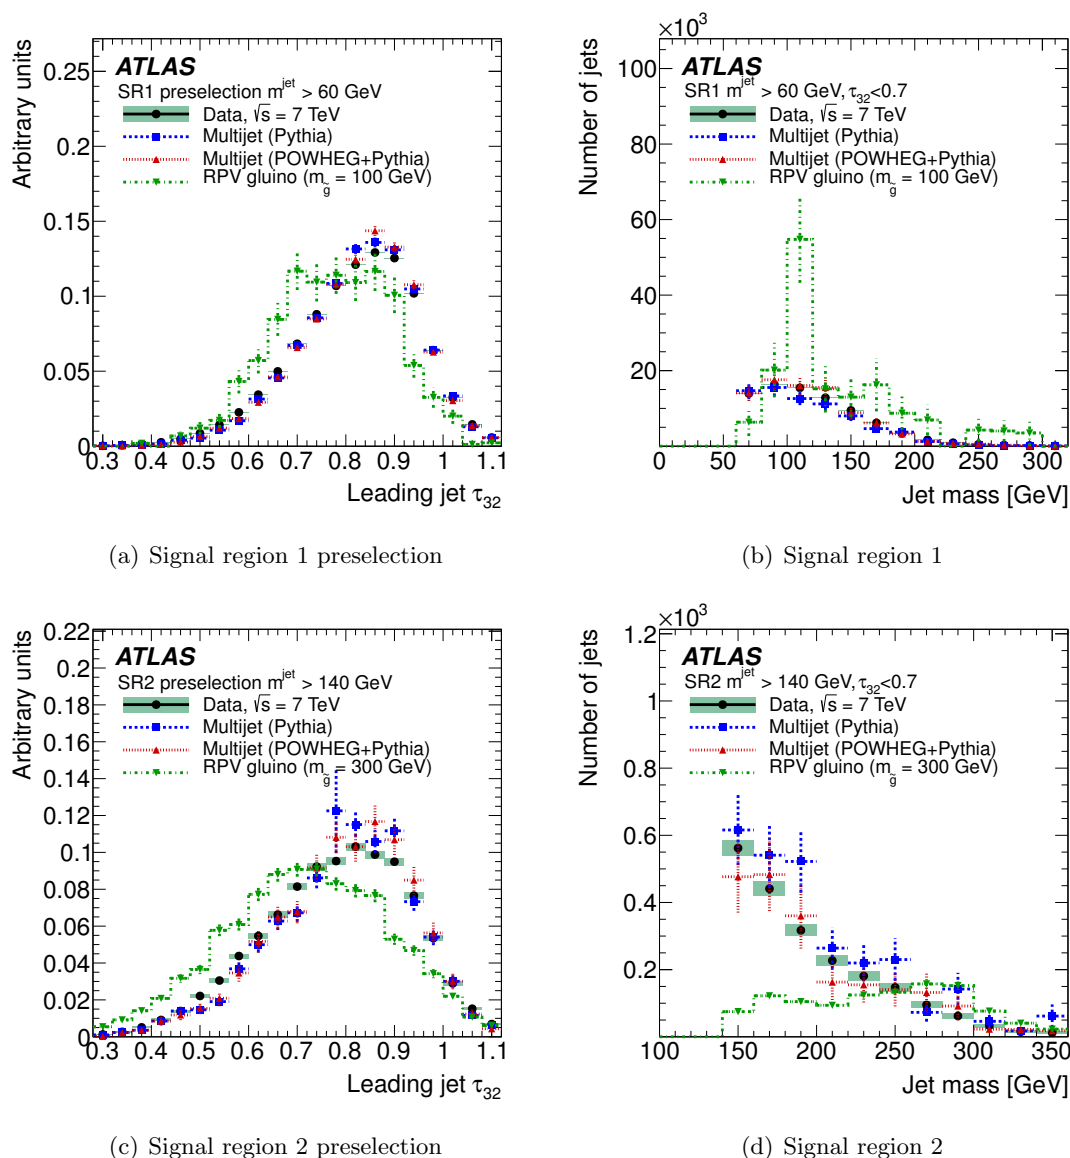 Arbitrary units
0.25
0.2
0.15
0.1
0.05
0
ATLAS
SR1 preselection m^jet > 60 GeV
Data, √s = 7 TeV
Multijet (Pythia)
Multijet (POWHEG+Pythia)
RPV gluino (m_g̃ = 100 GeV)
0.3 0.4 0.5 0.6 0.7 0.8 0.9 1 1.1
Leading jet τ₃₂
(a) Signal region 1 preselection
×10³
Number of jets
100
80
60
40
20
0 50 100 150 200 250 300
ATLAS
SR1 m^jet > 60 GeV, τ₃₂<0.7
Data, √s = 7 TeV
Multijet (Pythia)
Multijet (POWHEG+Pythia)
RPV gluino (m_g̃ = 100 GeV)
Jet mass [GeV]
(b) Signal region 1
Arbitrary units
0.22
0.2
0.18
0.16
0.14
0.12
0.1
0.08
0.06
0.04
0.02
0
ATLAS
SR2 preselection m^jet > 140 GeV
Data, √s = 7 TeV
Multijet (Pythia)
Multijet (POWHEG+Pythia)
RPV gluino (m_g̃ = 300 GeV)
0.3 0.4 0.5 0.6 0.7 0.8 0.9 1 1.1
Leading jet τ₃₂
(c) Signal region 2 preselection
×10³
Number of jets
1.2
1
0.8
0.6
0.4
0.2
ATLAS
SR2 m^jet > 140 GeV, τ₃₂<0.7
Data, √s = 7 TeV
Multijet (Pythia)
Multijet (POWHEG+Pythia)
RPV gluino (m_g̃ = 300 GeV)
100 150 200 250 300 350
Jet mass [GeV]
(d) Signal region 2